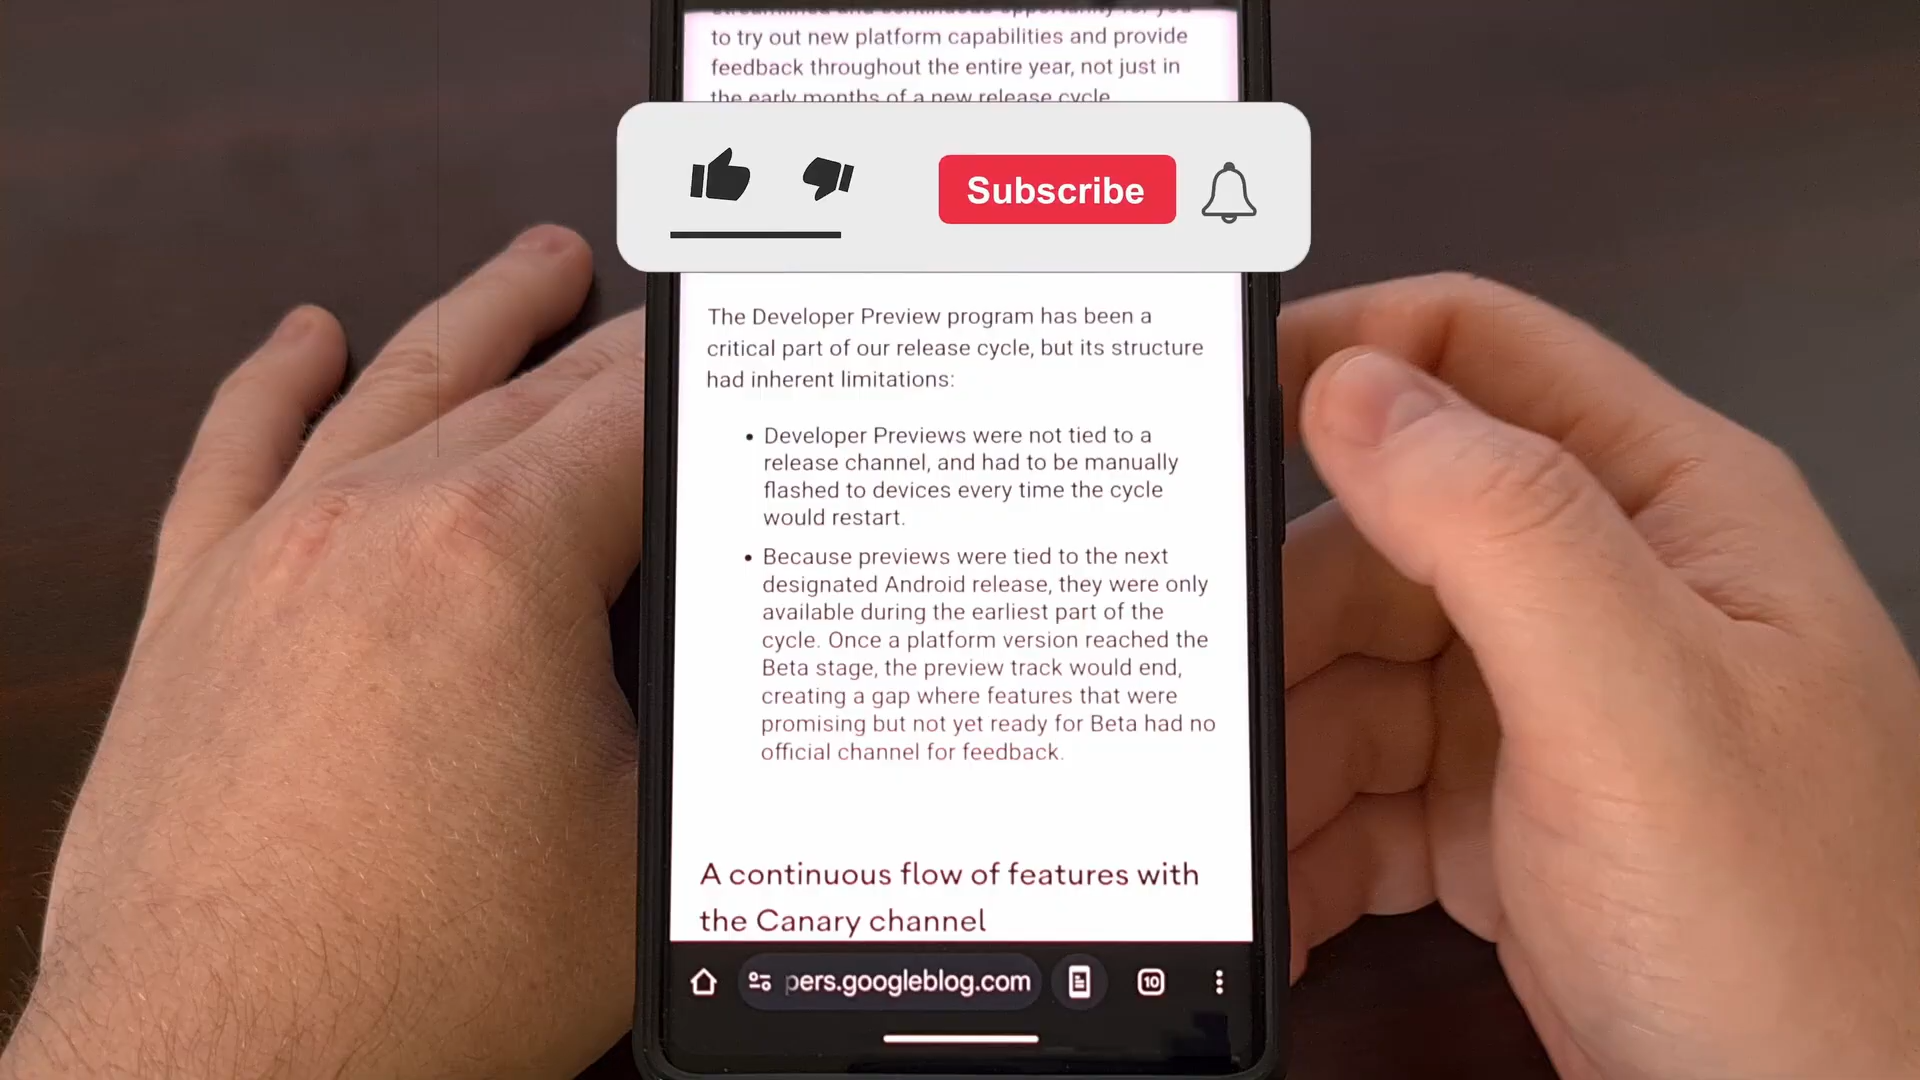 streamlined and continuous opportunity for you
to try out new platform capabilities and provide
feedback throughout the entire year, not just in
the early months of a new release cycle.
Subscribe
The Developer Preview program has been a
critical part of our release cycle, but its structure
had inherent limitations:
• Developer Previews were not tied to a
release channel, and had to be manually
flashed to devices every time the cycle
would restart.
• Because previews were tied to the next
designated Android release, they were only
available during the earliest part of the
cycle. Once a platform version reached the
Beta stage, the preview track would end,
creating a gap where features that were
promising but not yet ready for Beta had no
official channel for feedback.
A continuous flow of features with
the Canary channel
pers.googleblog.com
10